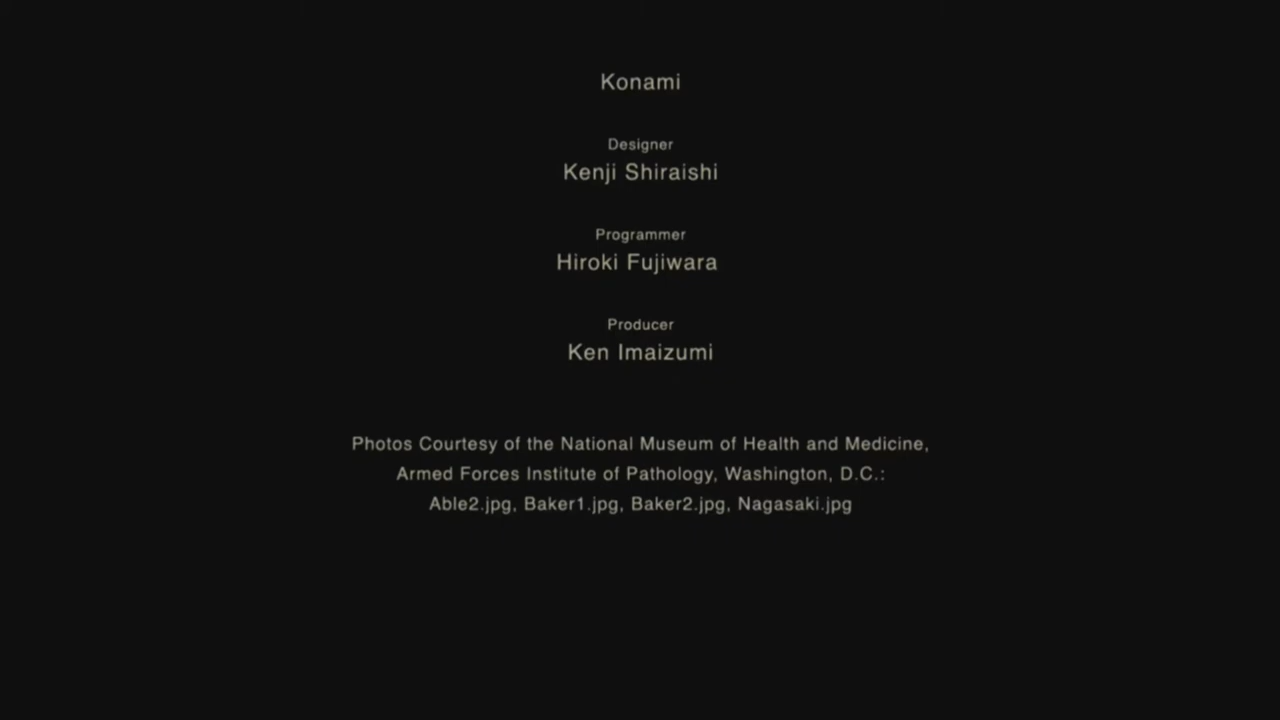 Konami
Designer
Kenji Shiraishi
Programmer
Hiroki Fujiwara
Producer
Ken Imaizumi
Photos Courtesy of the National Museum of Health and Medicine,
Armed Forces Institute of Pathology, Washington, D.C.:
Able2.jpg, Baker1.jpg, Baker2.jpg, Nagasaki.jpg